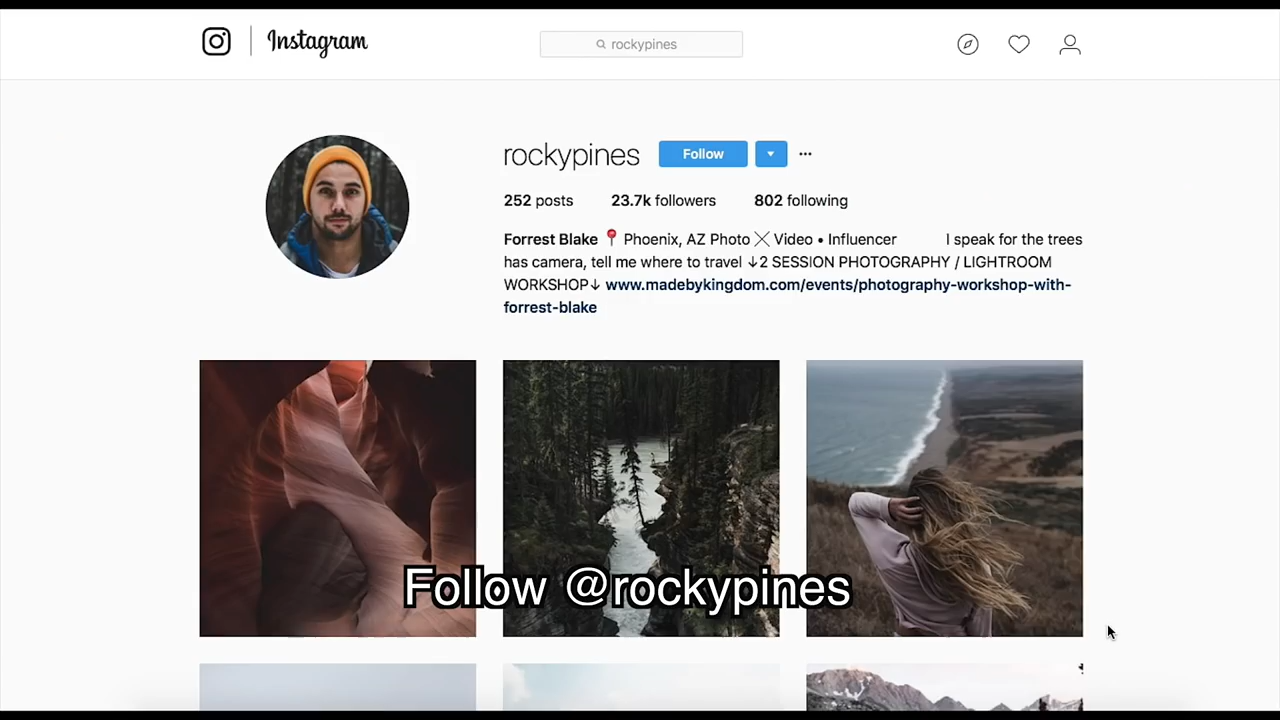 Instagram
rockypines
rockypines Follow
252 posts 23.7k followers 802 following
Forrest Blake 📍 Phoenix, AZ Photo ╳ Video • Influencer I speak for the trees
has camera, tell me where to travel ↓2 SESSION PHOTOGRAPHY / LIGHTROOM
WORKSHOP↓ www.madebykingdom.com/events/photography-workshop-with-
forrest-blake
Follow @rockypines